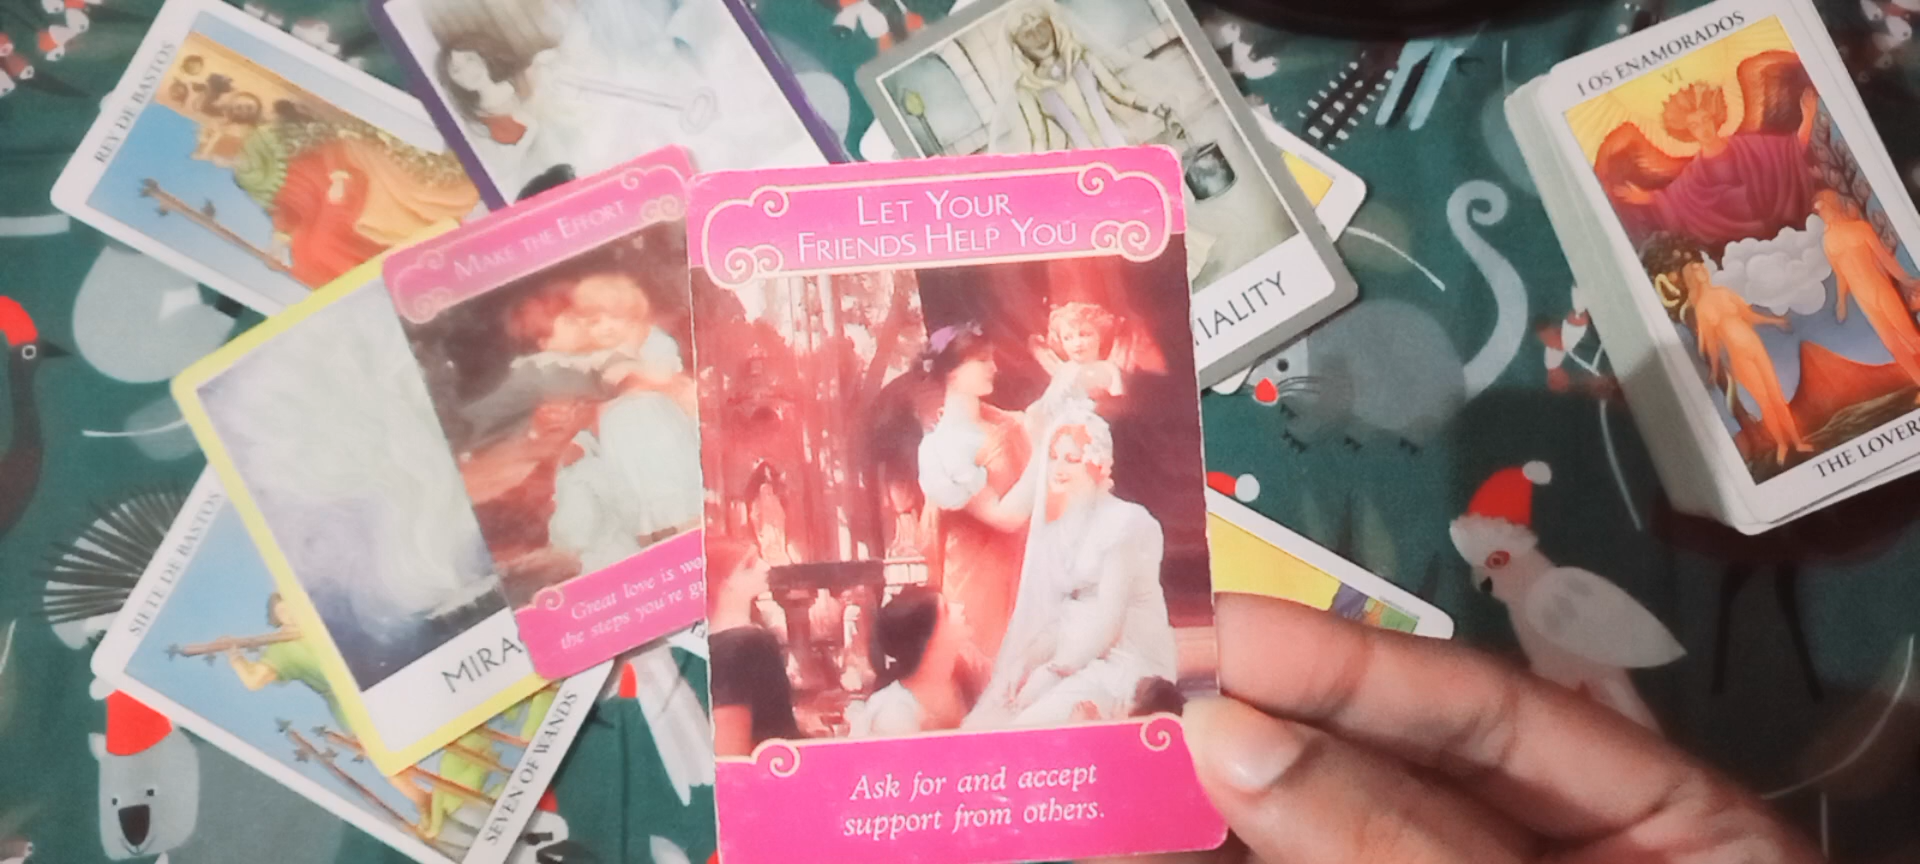 REY DE BASTOS
LOS ENAMORADOS
VI
THE LOVER
MAKE THE EFFORT
Great love is
the steps you're
LET YOUR
FRIENDS HELP YOU
Ask for and accept
support from others.
IALITY
MIRA
SIETE DE BASTOS
SEVEN OF WANDS